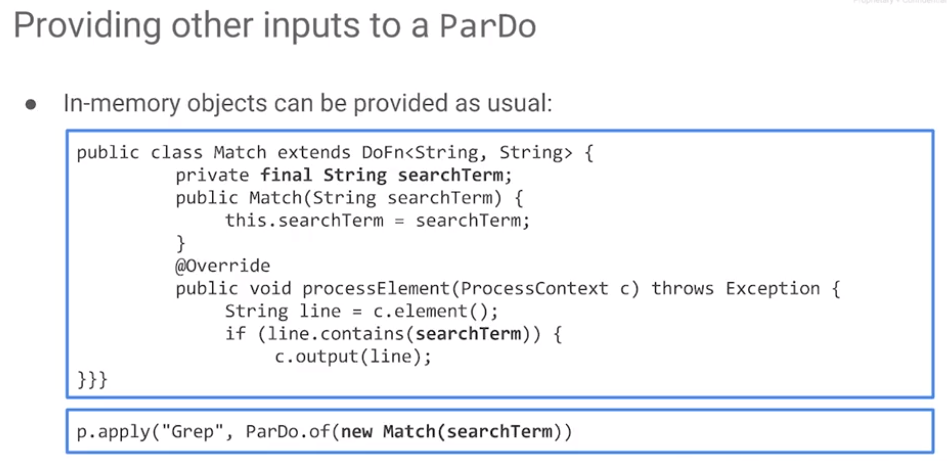 Providing other inputs to a ParDo
● In-memory objects can be provided as usual:
public class Match extends DoFn<String, String> {
private final String searchTerm;
public Match(String searchTerm) {
this.searchTerm = searchTerm;
}
@Override
public void processElement(ProcessContext c) throws Exception {
String line = c.element();
if (line.contains(searchTerm)) {
c.output(line);
}}}
p.apply("Grep", ParDo.of(new Match(searchTerm))